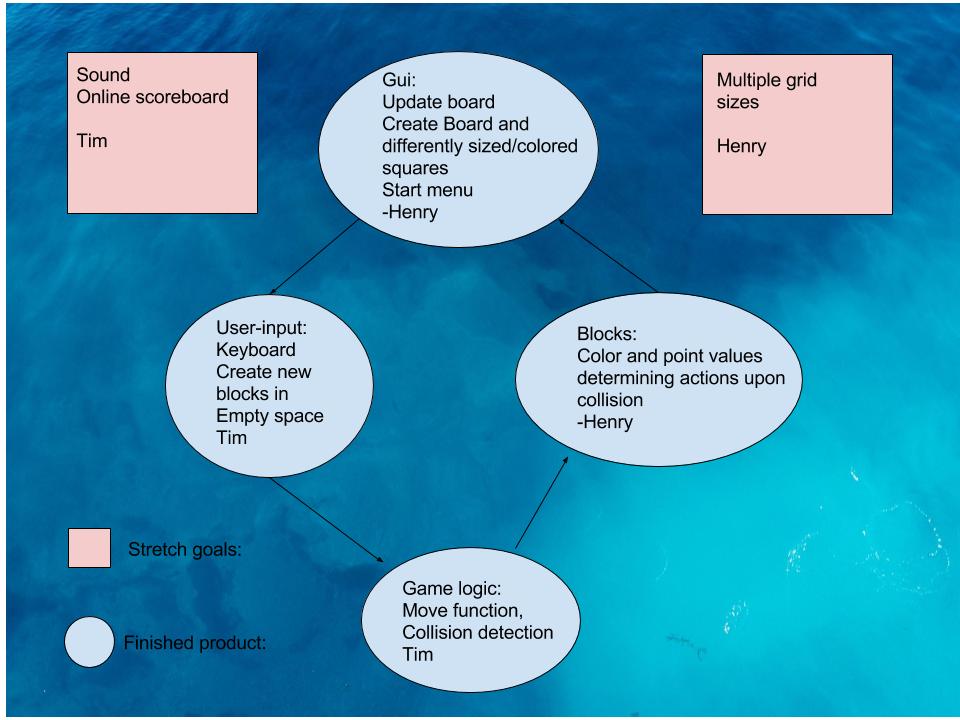 Sound
Online scoreboard
Tim
Gui:
Update board
Create Board and
differently sized/colored
squares
Start menu
-Henry
Multiple grid
sizes
Henry
User-input:
Keyboard
Create new
blocks in
Empty space
Tim
Blocks:
Color and point values
determining actions upon
collision
-Henry
Stretch goals:
Finished product:
Game logic:
Move function,
Collision detection
Tim